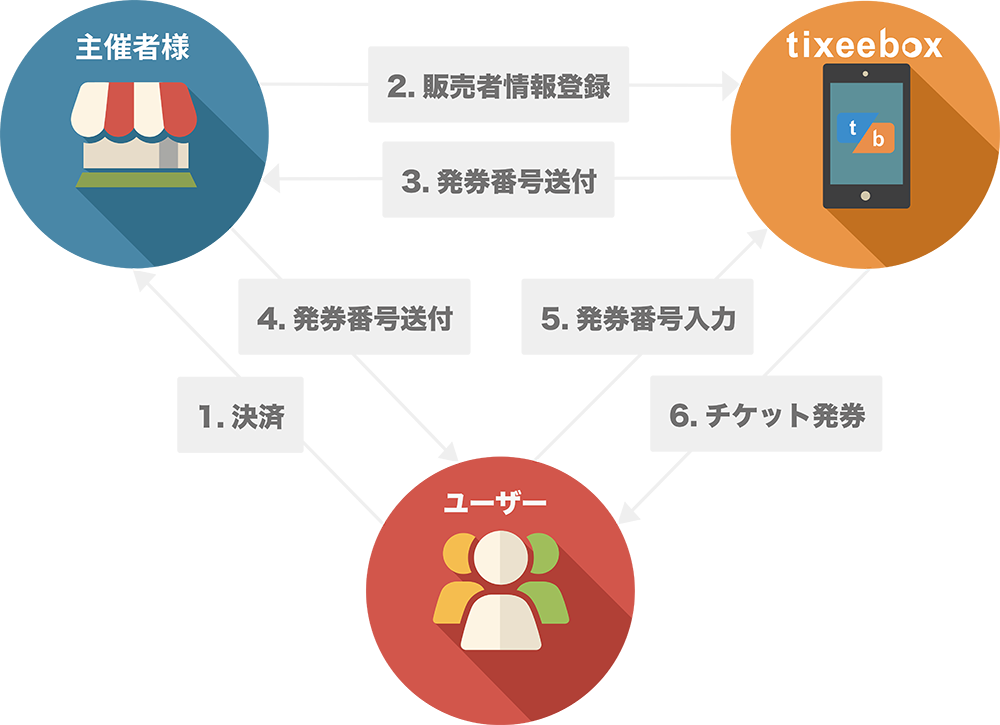 主催者様
tixeebox
2. 販売者情報登録
t
b
3. 発券番号送付
4. 発券番号送付
5. 発券番号入力
1. 決済
6. チケット発券
ユーザー